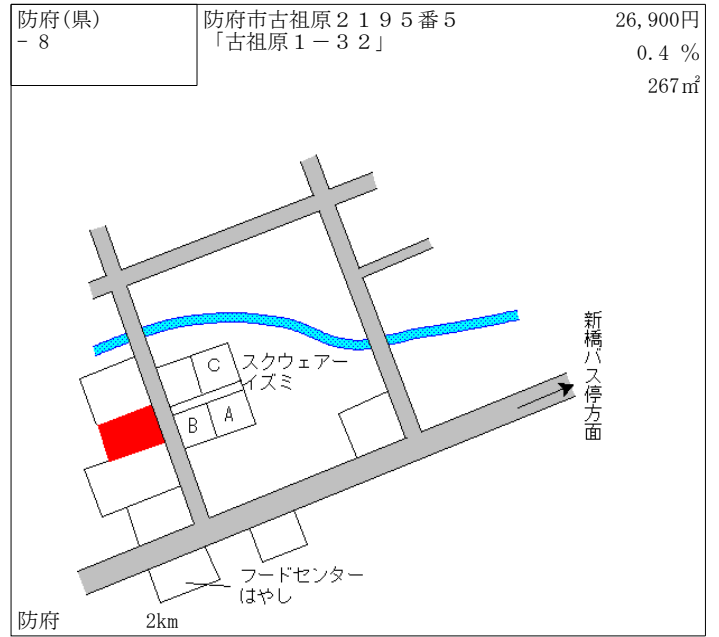 防府(県)
－8
防府市古祖原２１９５番５
「古祖原１－３２」
26,900円
0.4 %
267㎡
C
スクウェアー
イズミ
B
A
新橋バス停方面
フードセンター
はやし
防府 2km